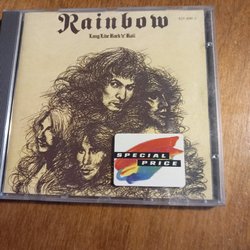 Rainbow
Long Live Rock 'n' Roll
SPECIAL
PRICE